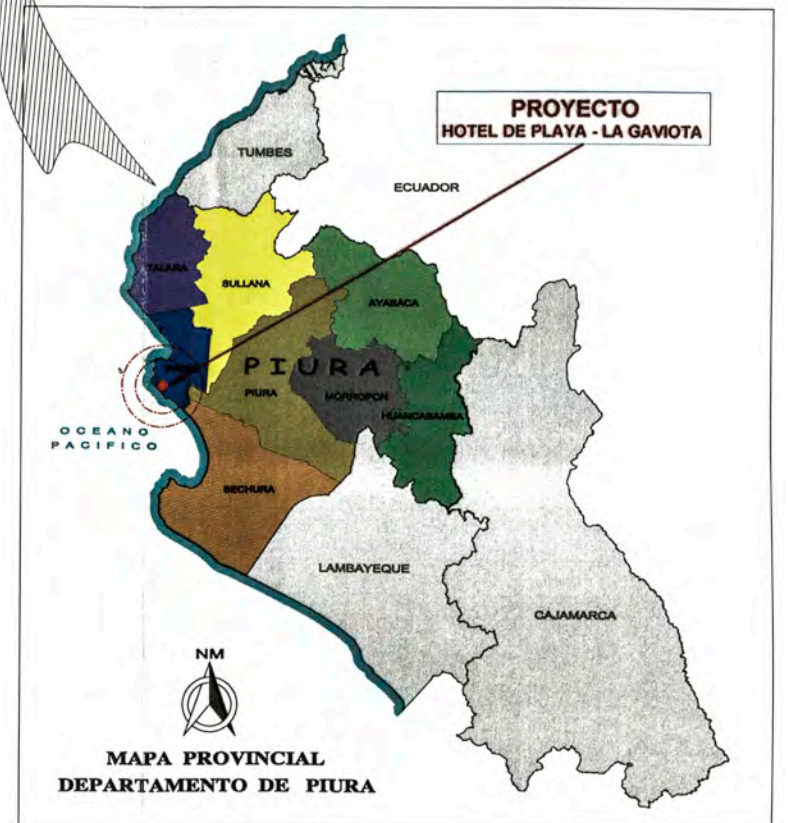 PROYECTO
HOTEL DE PLAYA - LA GAVIOTA
TUMBES
ECUADOR
TALARA
SULLANA
AYABACA
PAITA
PIURA
PIURA
MORROPON
HUANCABAMBA
OCEANO
PACIFICO
SECHURA
LAMBAYEQUE
CAJAMARCA
NM
MAPA PROVINCIAL
DEPARTAMENTO DE PIURA